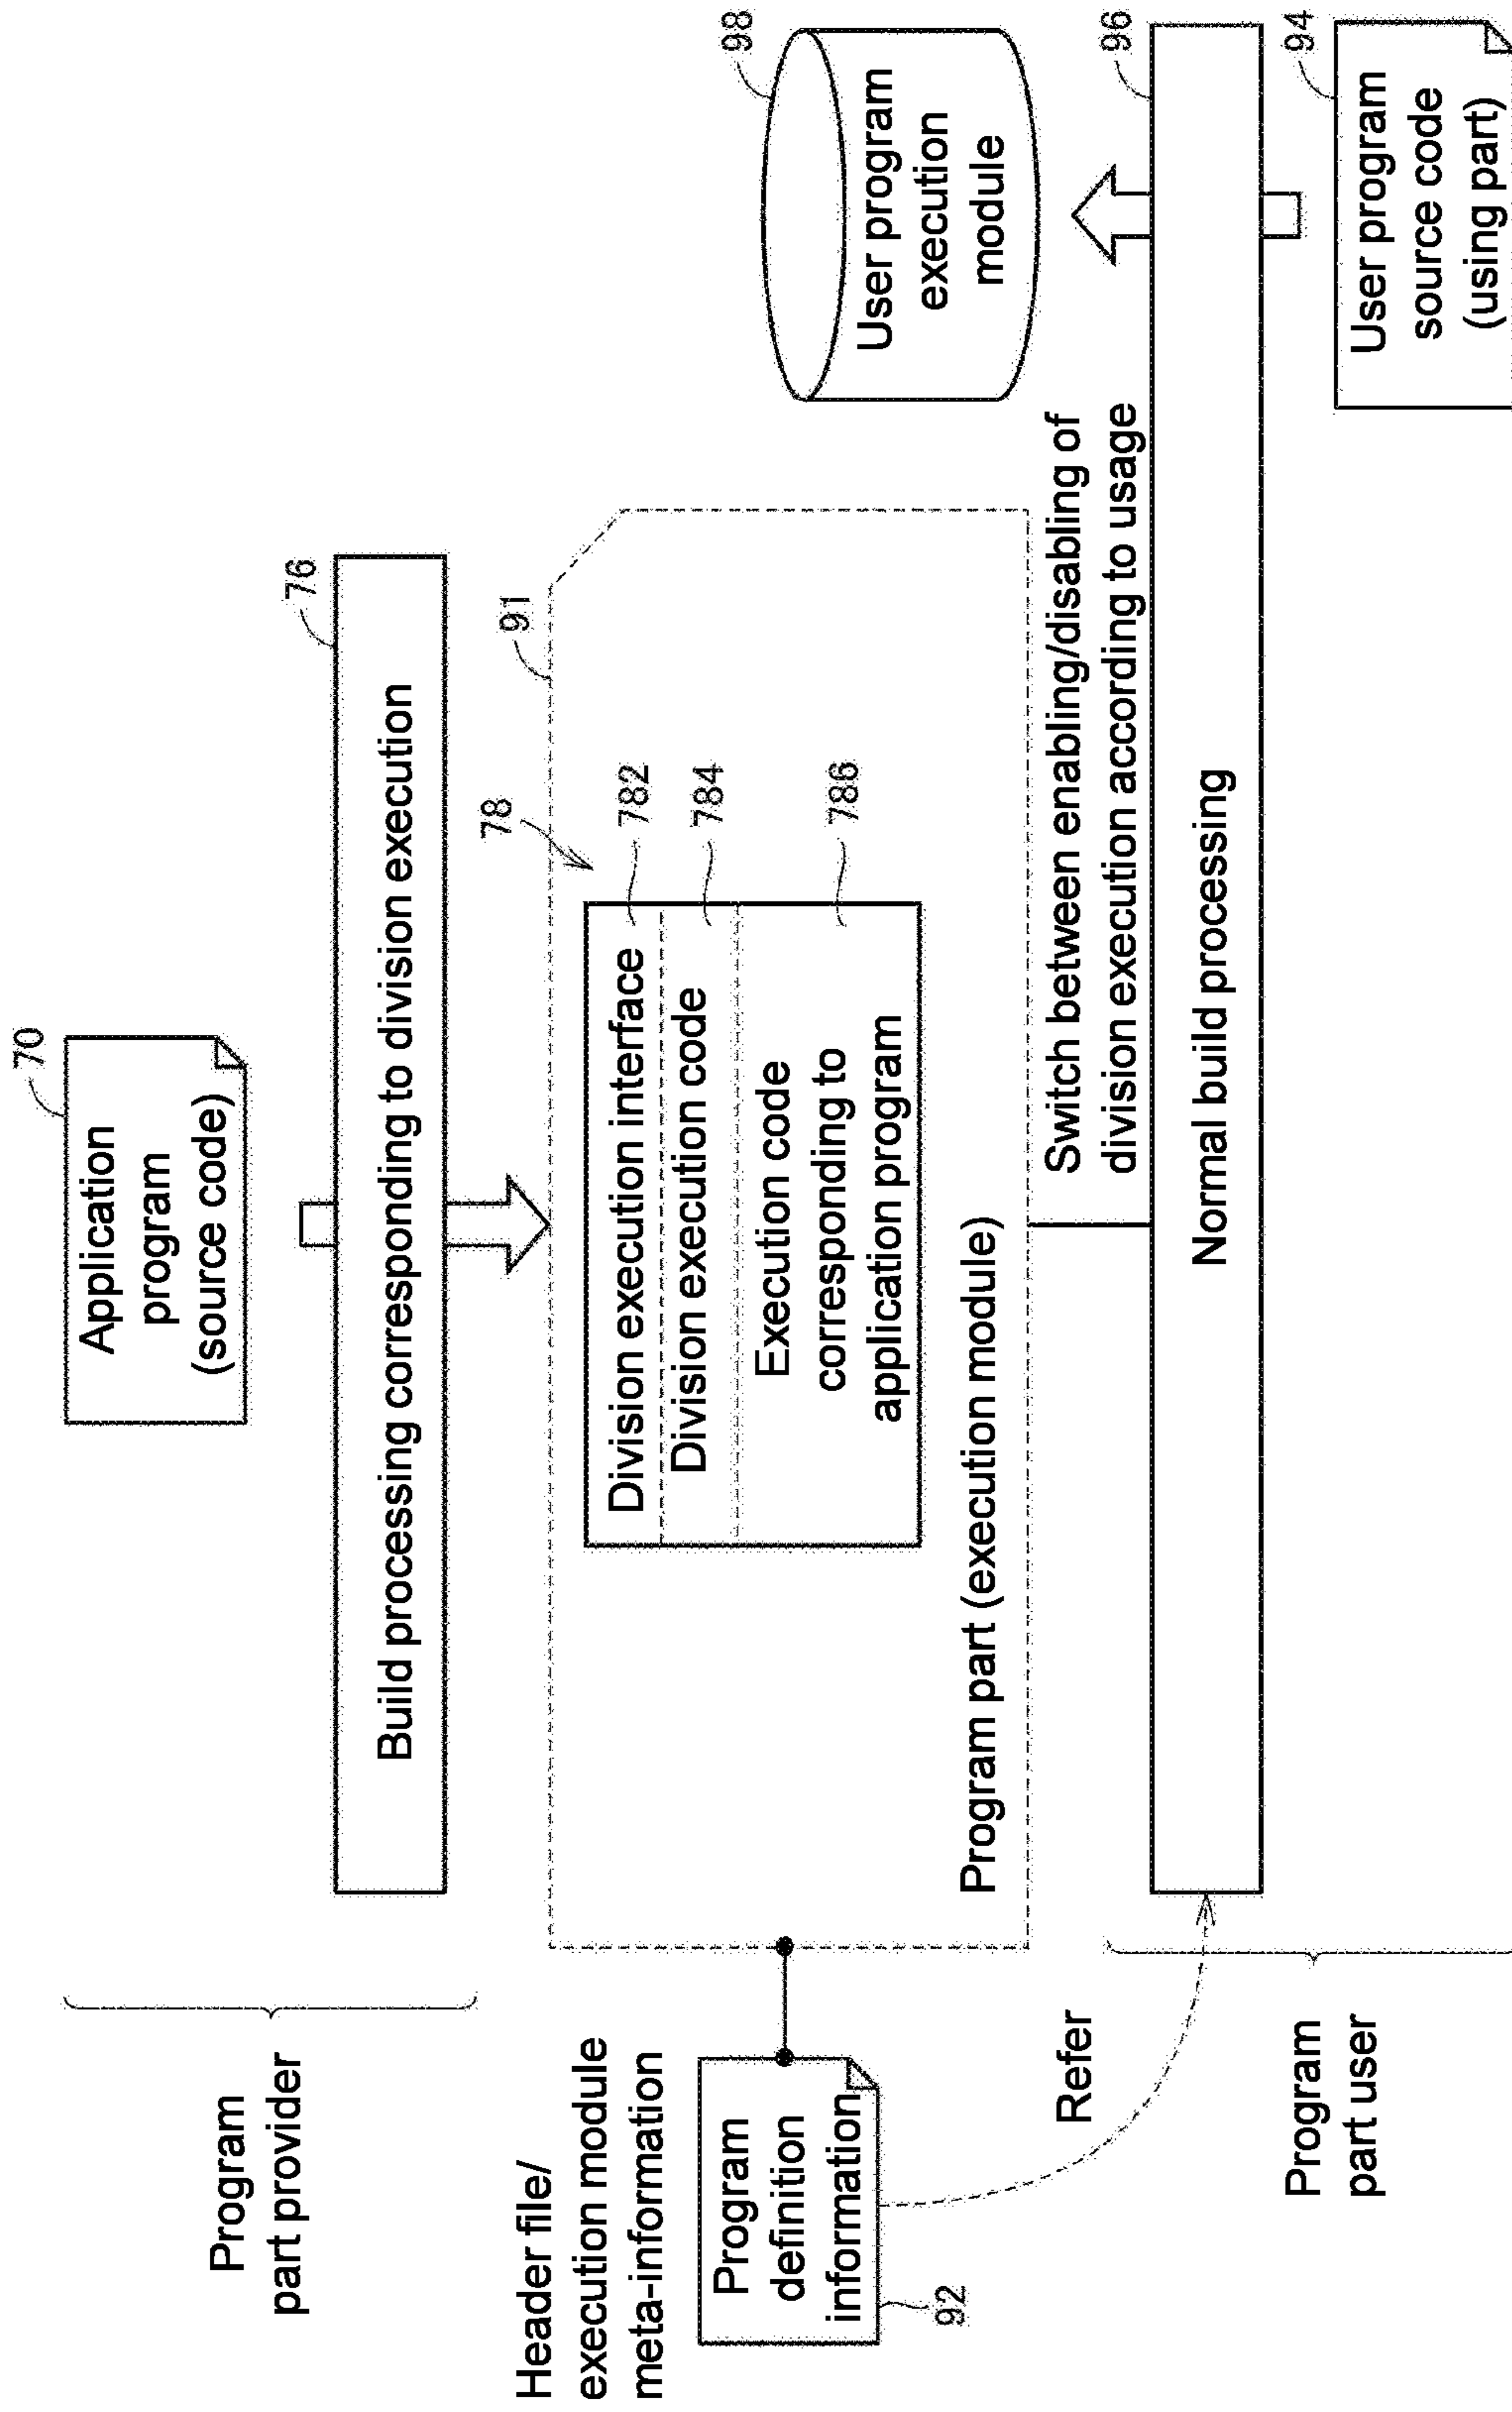 Program
part provider
70
Application
program
(source code)
76
Build processing corresponding to division execution
Header file/
execution module
meta-information
Program
definition
information
92
91
78
Division execution interface
782
Division execution code
784
Execution code
corresponding to
application program
786
Program part (execution module)
98
User program
execution
module
Switch between enabling/disabling of
division execution according to usage
Refer
96
Normal build processing
Program
part user
94
User program
source code
(using part)